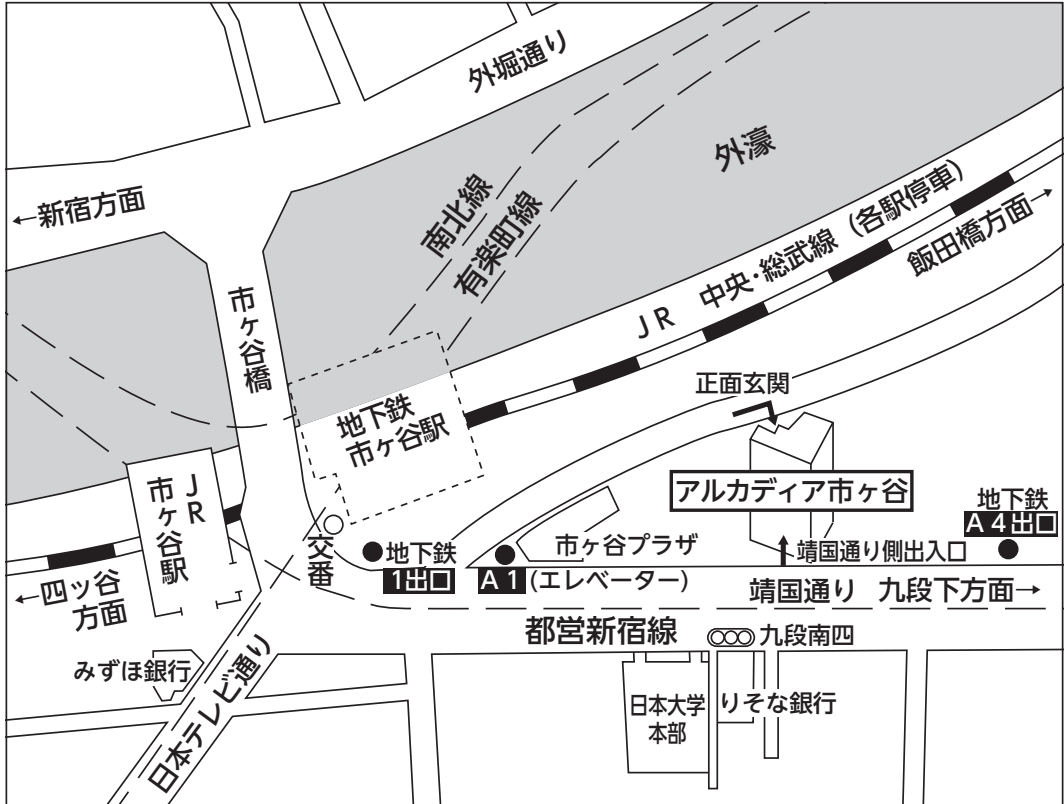 外堀通り
外濠
←新宿方面
南北線
有楽町線
JR 中央・総武線（各駅停車）
飯田橋方面→
市ヶ谷橋
地下鉄
市ヶ谷駅
正面玄関
アルカディア市ヶ谷
地下鉄
A4出口
JR
市ヶ谷駅
交番
地下鉄
1出口
A1(エレベーター)
市ヶ谷プラザ
靖国通り側出入口
←四ッ谷
方面
靖国通り 九段下方面→
都営新宿線
九段南四
みずほ銀行
日本テレビ通り
日本大学
本部
りそな銀行